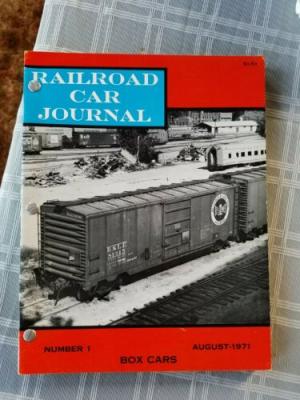 RAILROAD
CAR
JOURNAL
NUMBER 1
AUGUST-1971
BOX CARS